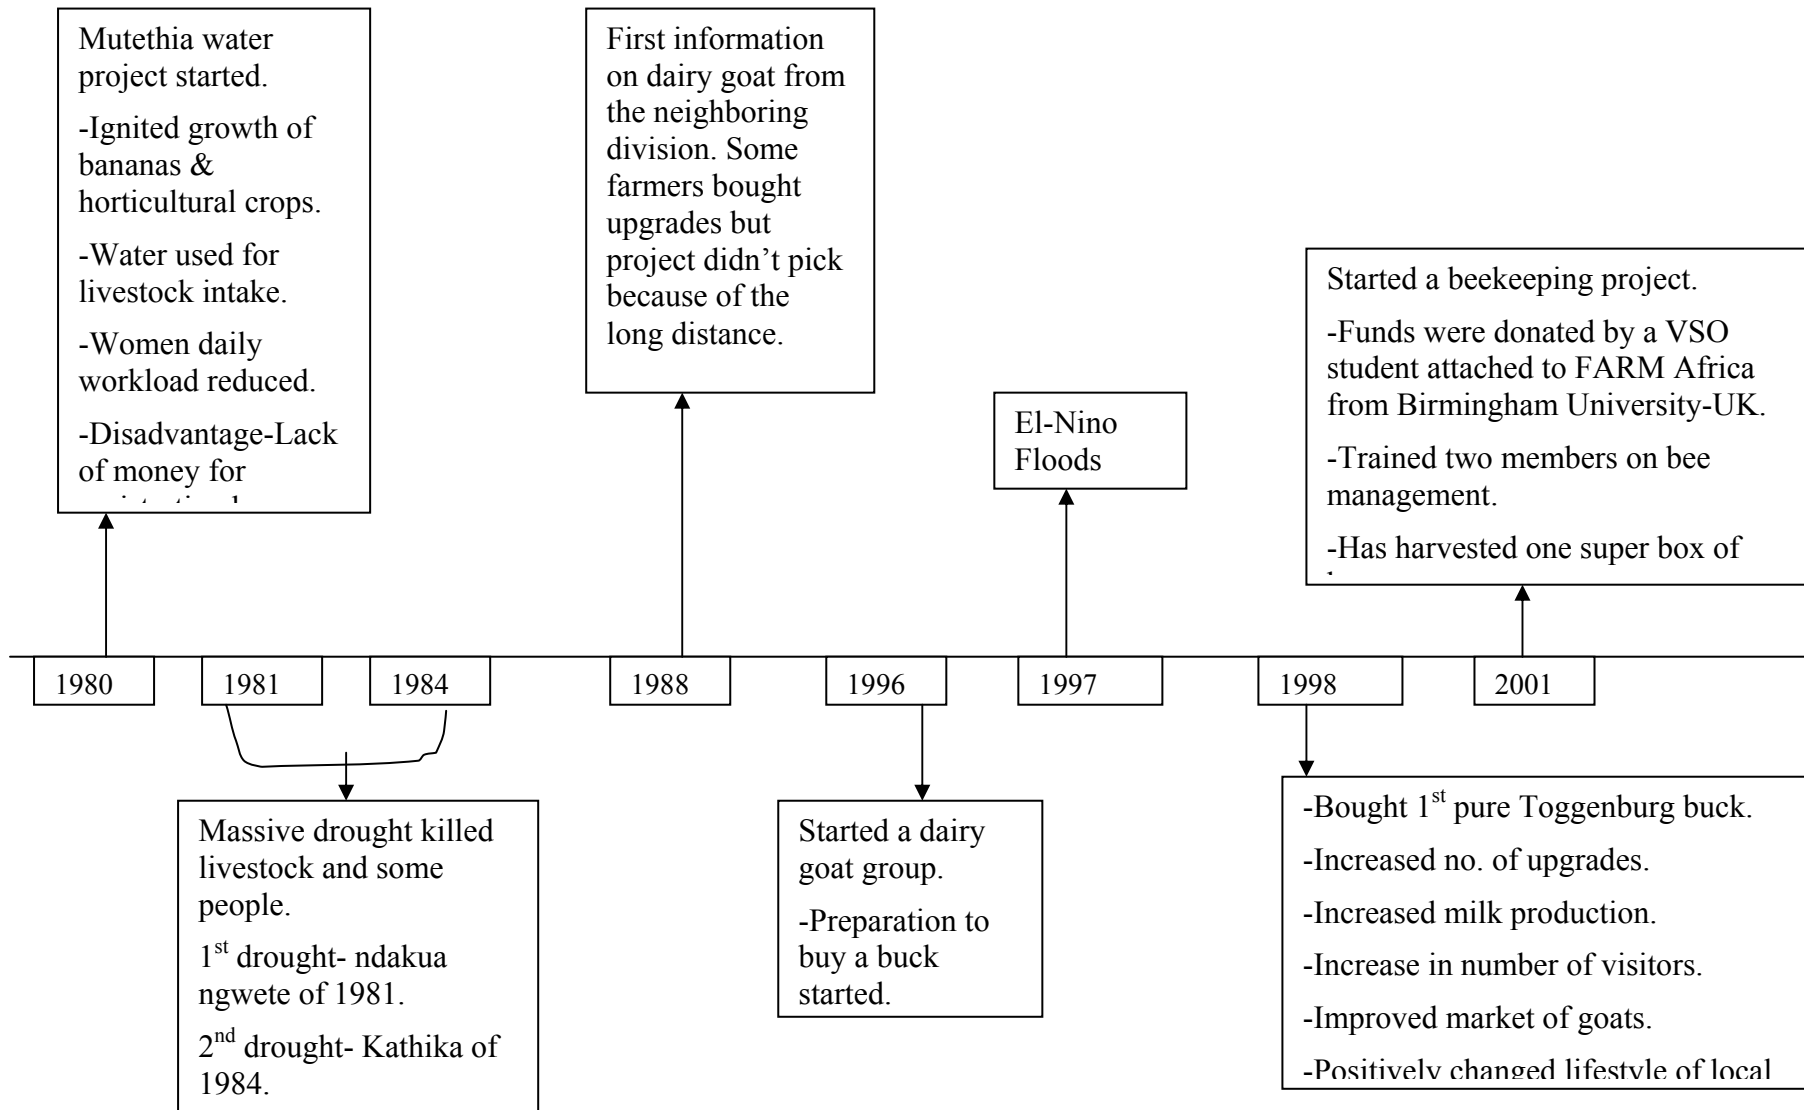 Mutethia water
project started.
-Ignited growth of
bananas &
horticultural crops.
-Water used for
livestock intake.
-Women daily
workload reduced.
-Disadvantage-Lack
of money for
First information
on dairy goat from
the neighboring
division. Some
farmers bought
upgrades but
project didn’t pick
because of the
long distance.
El-Nino
Floods
Started a beekeeping project.
-Funds were donated by a VSO
student attached to FARM Africa
from Birmingham University-UK.
-Trained two members on bee
management.
-Has harvested one super box of
1980
1981
1984
1988
1996
1997
1998
2001
Massive drought killed
livestock and some
people.
1st drought- ndakua
ngwete of 1981.
2nd drought- Kathika of
1984.
Started a dairy
goat group.
-Preparation to
buy a buck
started.
-Bought 1st pure Toggenburg buck.
-Increased no. of upgrades.
-Increased milk production.
-Increase in number of visitors.
-Improved market of goats.
-Positively changed lifestyle of local